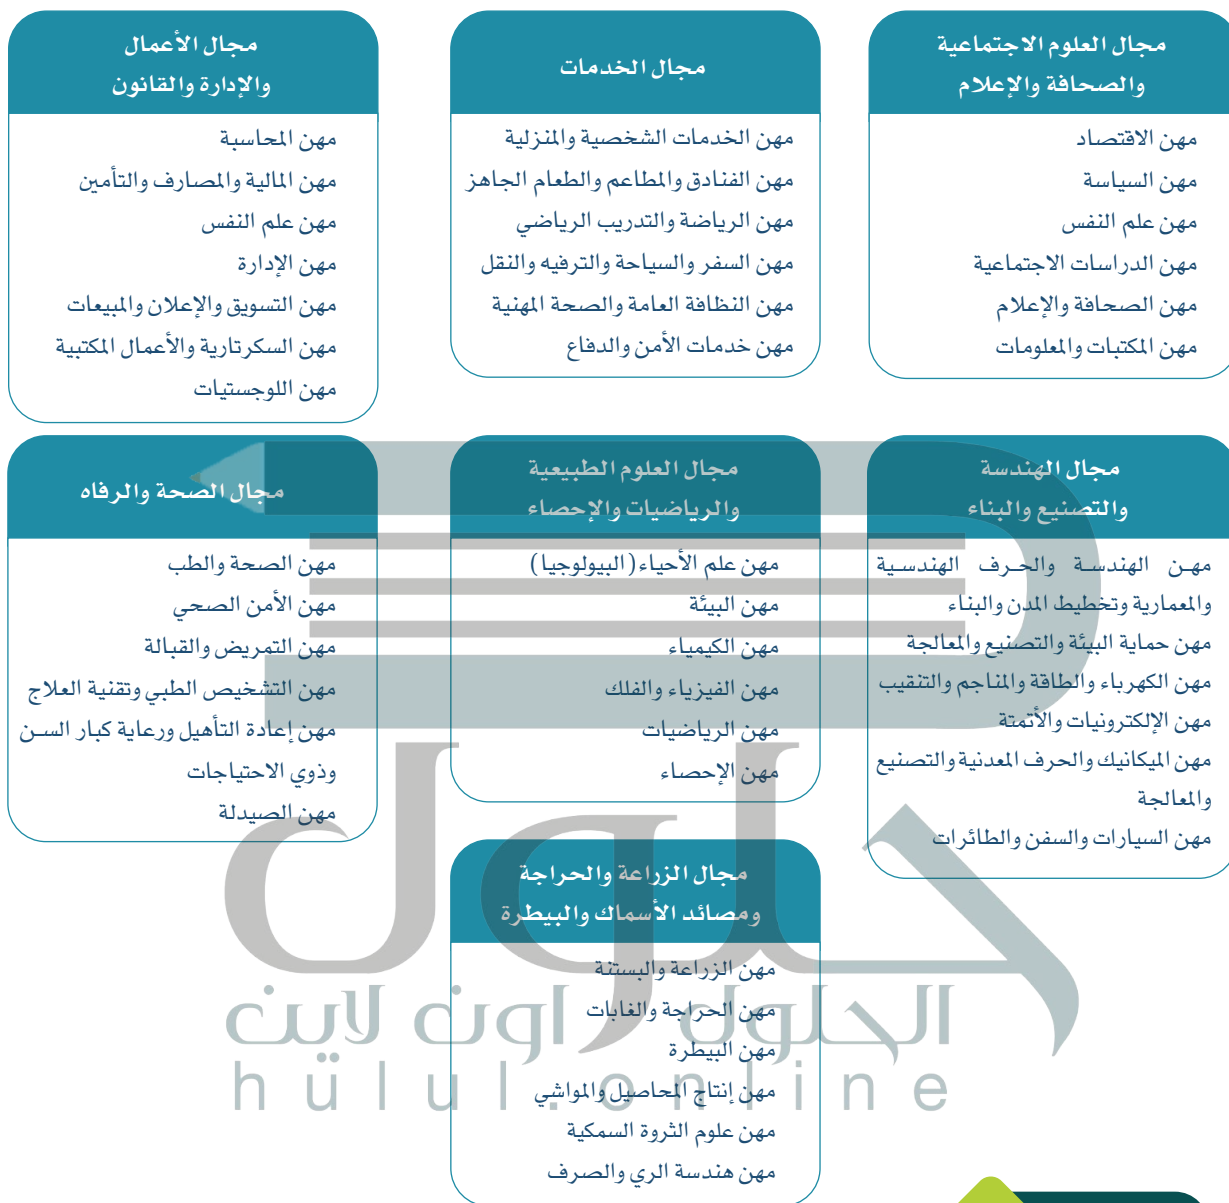 مجال العلوم الاجتماعية
والصحافة والإعلام
مهن الاقتصاد
مهن السياسة
مهن علم النفس
مهن الدراسات الاجتماعية
مهن الصحافة والإعلام
مهن المكتبات والمعلومات
مجال الخدمات
مهن الخدمات الشخصية والمنزلية
مهن الفنادق والمطاعم والطعام الجاهز
مهن الرياضة والتدريب الرياضي
مهن السفر والسياحة والترفيه والنقل
مهن النظافة العامة والصحة المهنية
مهن خدمات الأمن والدفاع
مجال الأعمال
والإدارة والقانون
مهن المحاسبة
مهن المالية والمصارف والتأمين
مهن علم النفس
مهن الإدارة
مهن التسويق والإعلان والمبيعات
مهن السكرتارية والأعمال المكتبية
مهن اللوجستيات
مجال الهندسة
والتصنيع والبناء
مهن الهندسة والحرف الهندسية
والمعمارية وتخطيط المدن والبناء
مهن حماية البيئة والتصنيع والمعالجة
مهن الكهرباء والطاقة والمناجم والتنقيب
مهن الإلكترونيات والأتمتة
مهن الميكانيك والحرف المعدنية والتصنيع
والمعالجة
مهن السيارات والسفن والطائرات
مجال العلوم الطبيعية
والرياضيات والإحصاء
مهن علم الأحياء (البيولوجيا)
مهن البيئة
مهن الكيمياء
مهن الفيزياء والفلك
مهن الرياضيات
مهن الإحصاء
مجال الصحة والرفاه
مهن الصحة والطب
مهن الأمن الصحي
مهن التمريض والقبالة
مهن التشخيص الطبي وتقنية العلاج
مهن إعادة التأهيل ورعاية كبار السن
وذوي الاحتياجات
مهن الصيدلة
مجال الزراعة والحراجة
ومصائد الأسماك والبيطرة
مهن الزراعة والبستنة
مهن الحراجة والغابات
مهن البيطرة
مهن إنتاج المحاصيل والمواشي
مهن علوم الثروة السمكية
مهن هندسة الري والصرف
حلول
الحلول اون لاين
hülul.online